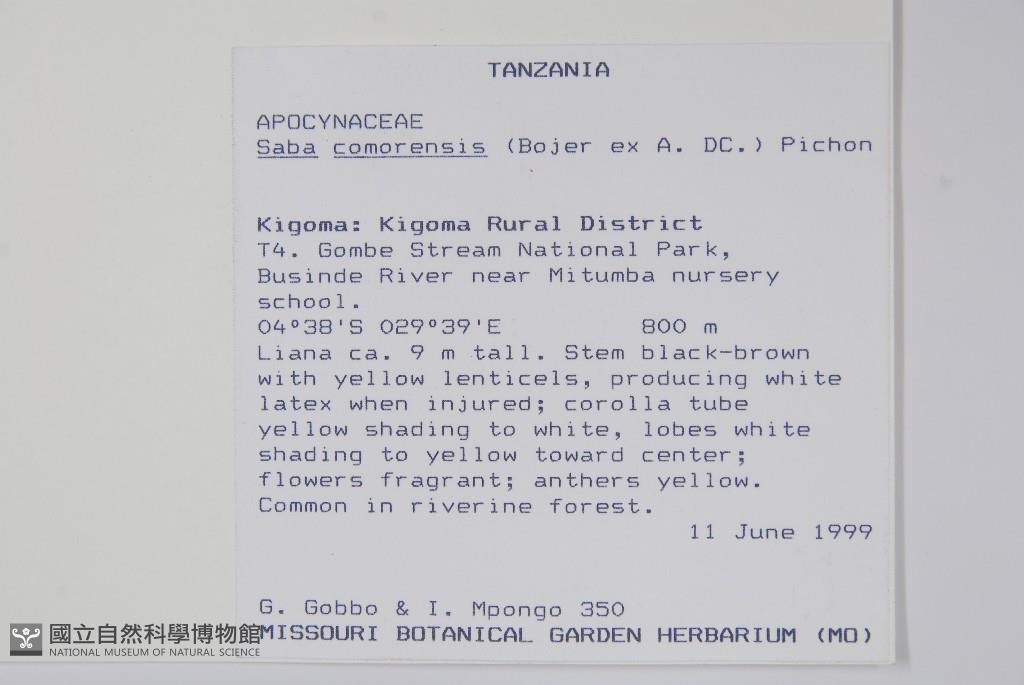 TANZANIA
APOCYNACEAE
Saba comorensis (Bojer ex A. DC.) Pichon
Kigoma: Kigoma Rural District
T4. Gombe Stream National Park,
Businde River near Mitumba nursery
school.
04°38'S 029°39'E 800 m
Liana ca. 9 m tall. Stem black-brown
with yellow lenticels, producing white
latex when injured; corolla tube
yellow shading to white, lobes white
shading to yellow toward center;
flowers fragrant; anthers yellow.
Common in riverine forest.
11 June 1999
G. Gobbo & I. Mpongo 350
MISSOURI BOTANICAL GARDEN HERBARIUM (MO)
國立自然科學博物館
NATIONAL MUSEUM OF NATURAL SCIENCE